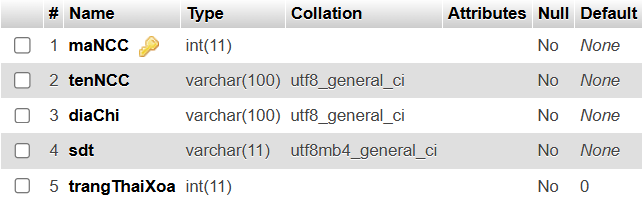 # Name Type Collation Attributes Null Default
1 maNCC int(11) No None
2 tenNCC varchar(100) utf8_general_ci No None
3 diaChi varchar(100) utf8_general_ci No None
4 sdt varchar(11) utf8mb4_general_ci No None
5 trangThaiXoa int(11) No 0